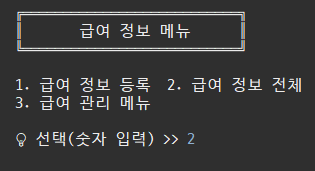 급여 정보 메뉴
1. 급여 정보 등록  2. 급여 정보 전체
3. 급여 관리 메뉴
선택(숫자 입력) >> 2